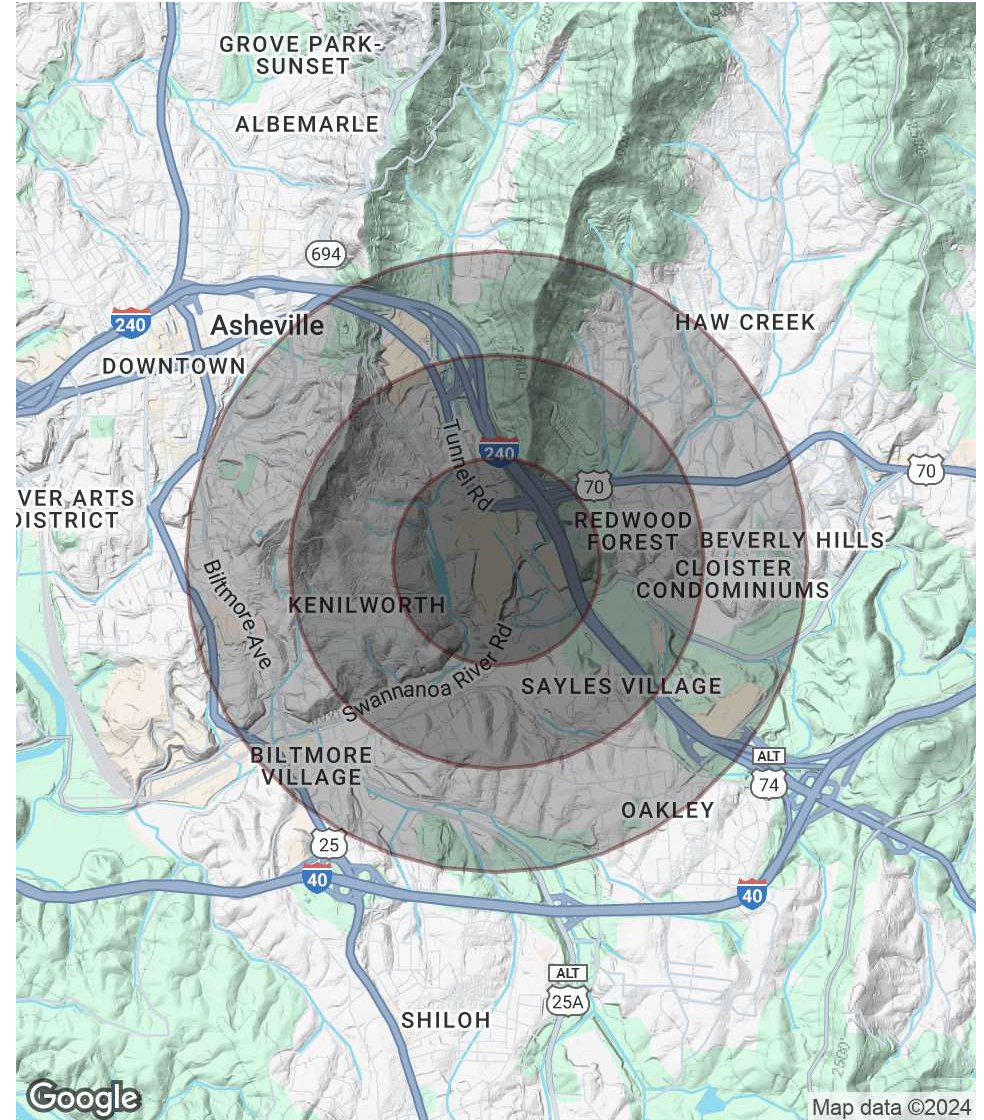 GROVE PARK-
SUNSET
ALBEMARLE
694
240
Asheville
HAW CREEK
DOWNTOWN
2500
Tunnel Rd
240
70
70
VER ARTS
DISTRICT
REDWOOD
FOREST
BEVERLY HILLS
CLOISTER
CONDOMINIUMS
Biltmore Ave
KENILWORTH
Swannanoa River Rd
SAYLES VILLAGE
BILTMORE
VILLAGE
ALT
74
OAKLEY
25
40
40
ALT
25A
SHILOH
2500
Google
Map data ©2024